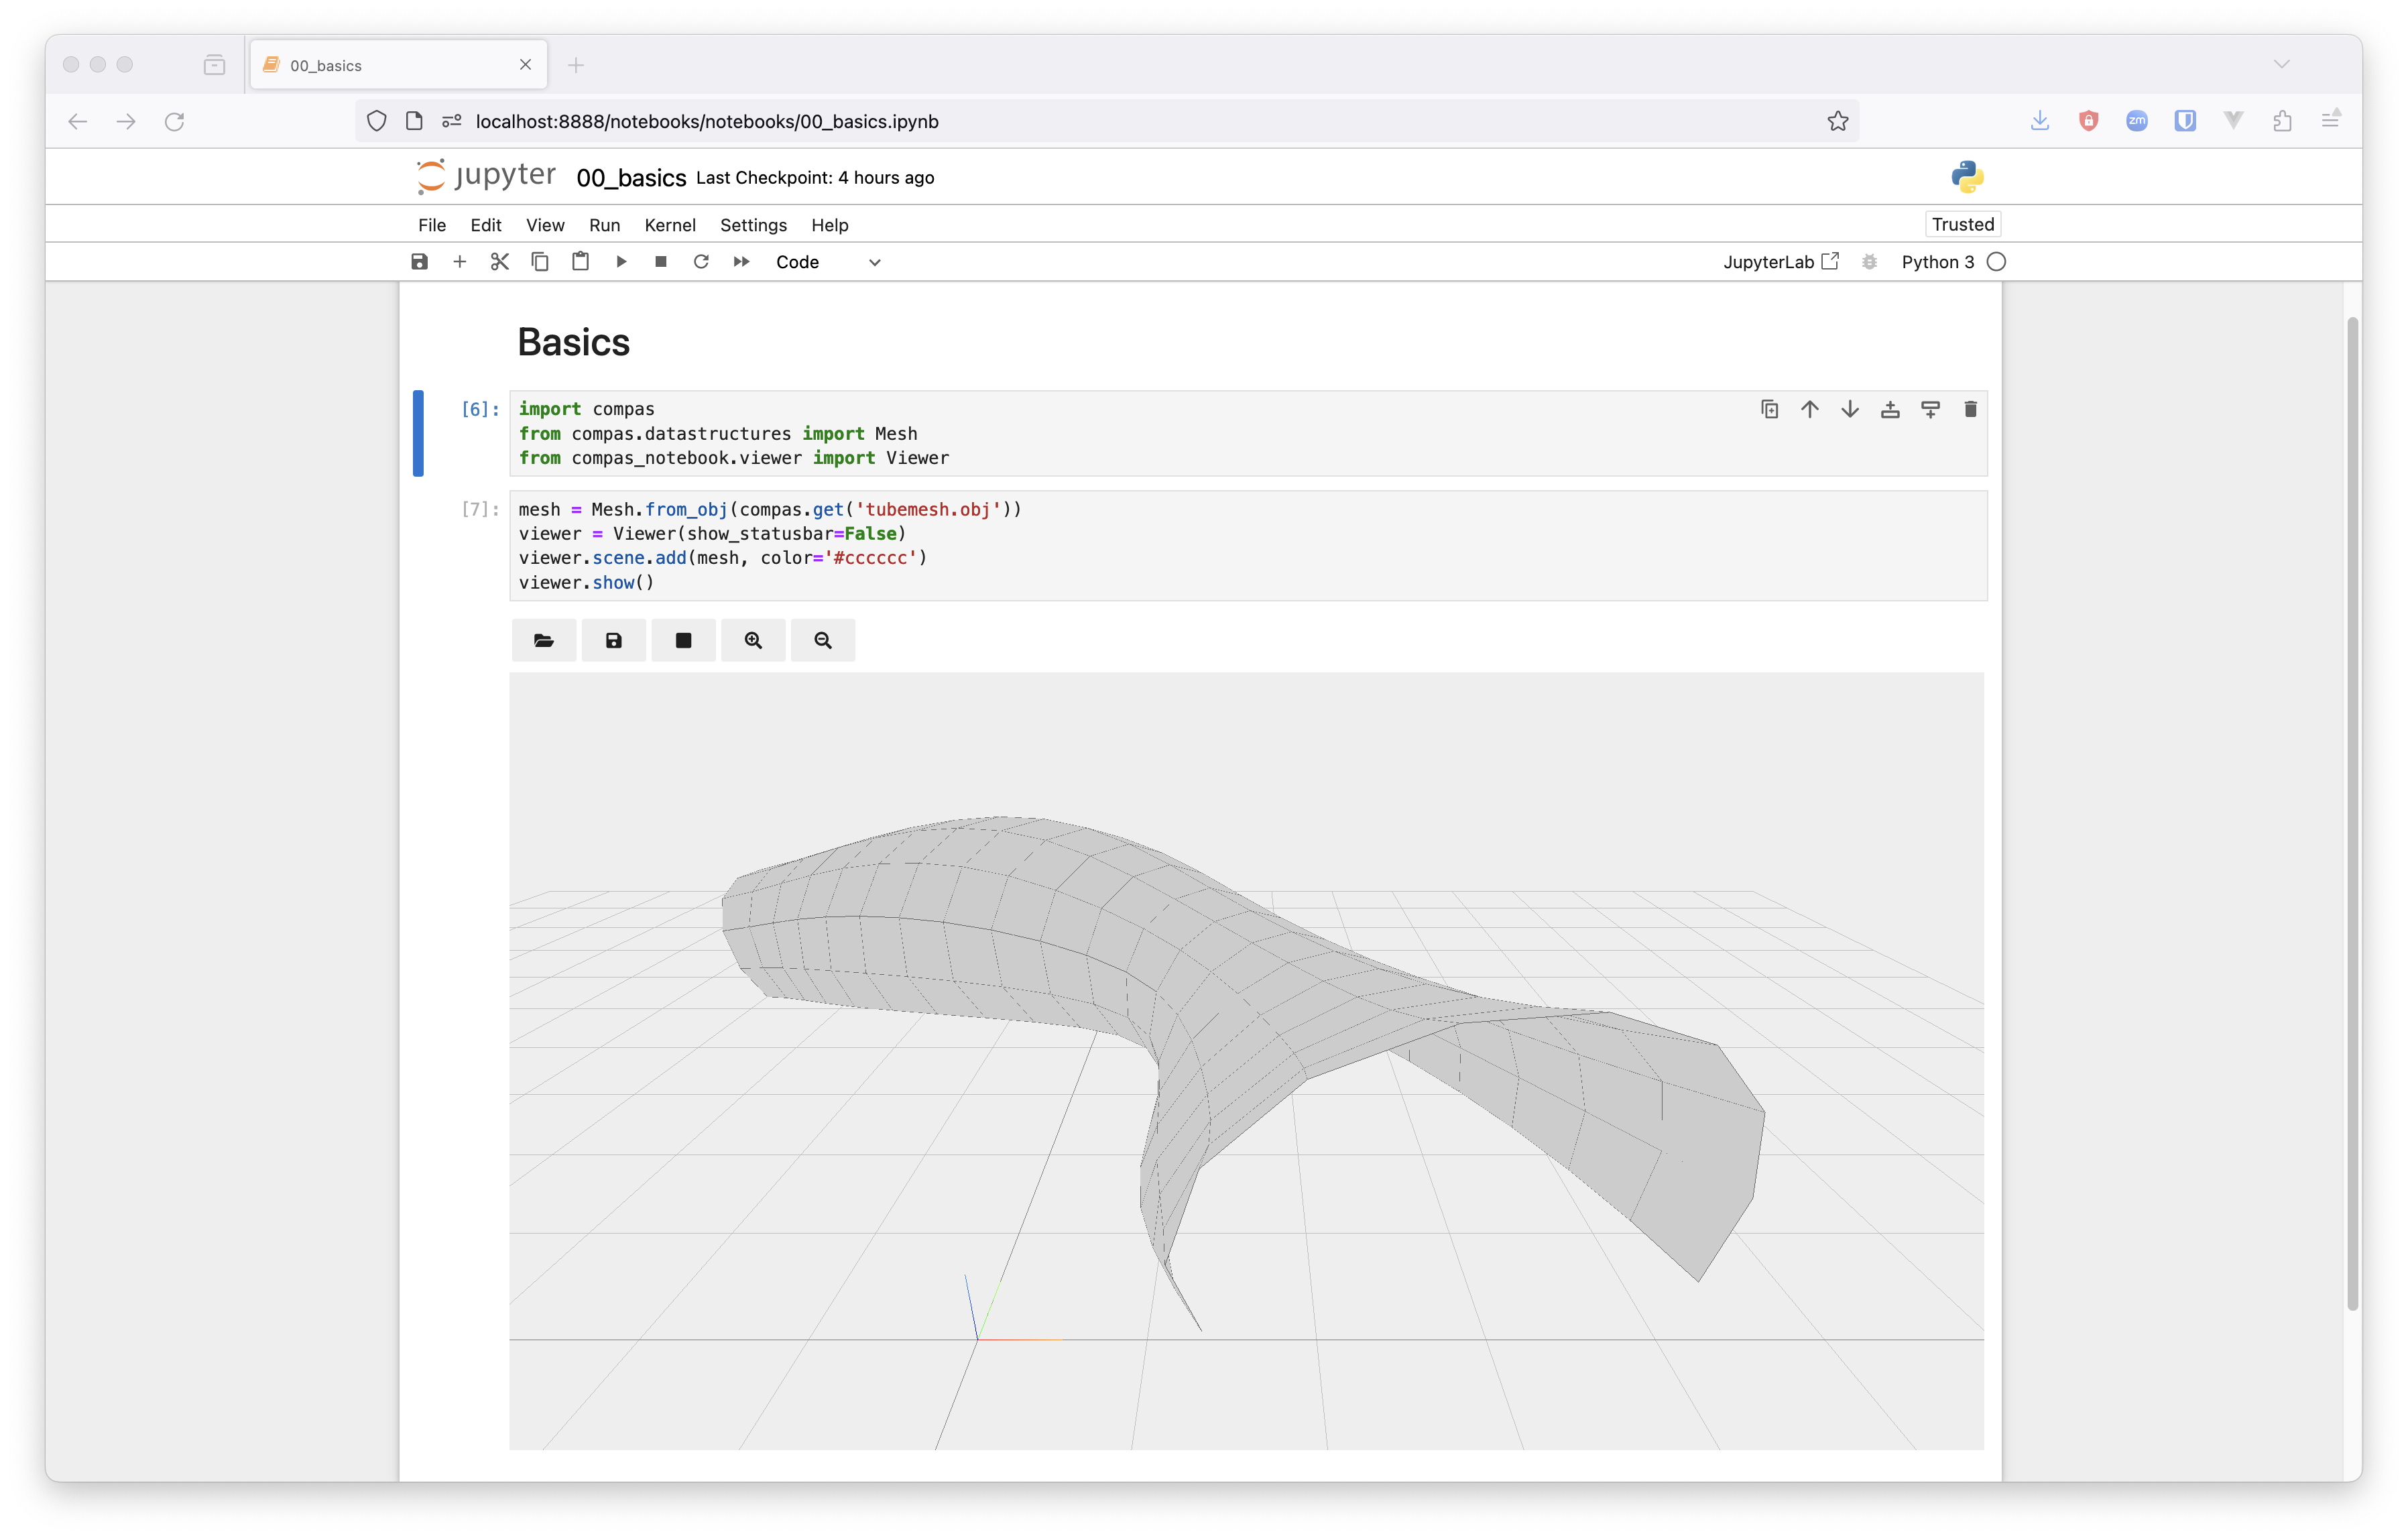 00_basics
localhost:8888/notebooks/notebooks/00_basics.ipynb
zm
jupyter 00_basics Last Checkpoint: 4 hours ago
File Edit View Run Kernel Settings Help
Trusted
Code
JupyterLab
Python 3
Basics
[6]:
import compas
from compas.datastructures import Mesh
from compas_notebook.viewer import Viewer
[7]:
mesh = Mesh.from_obj(compas.get('tubemesh.obj'))
viewer = Viewer(show_statusbar=False)
viewer.scene.add(mesh, color='#cccccc')
viewer.show()